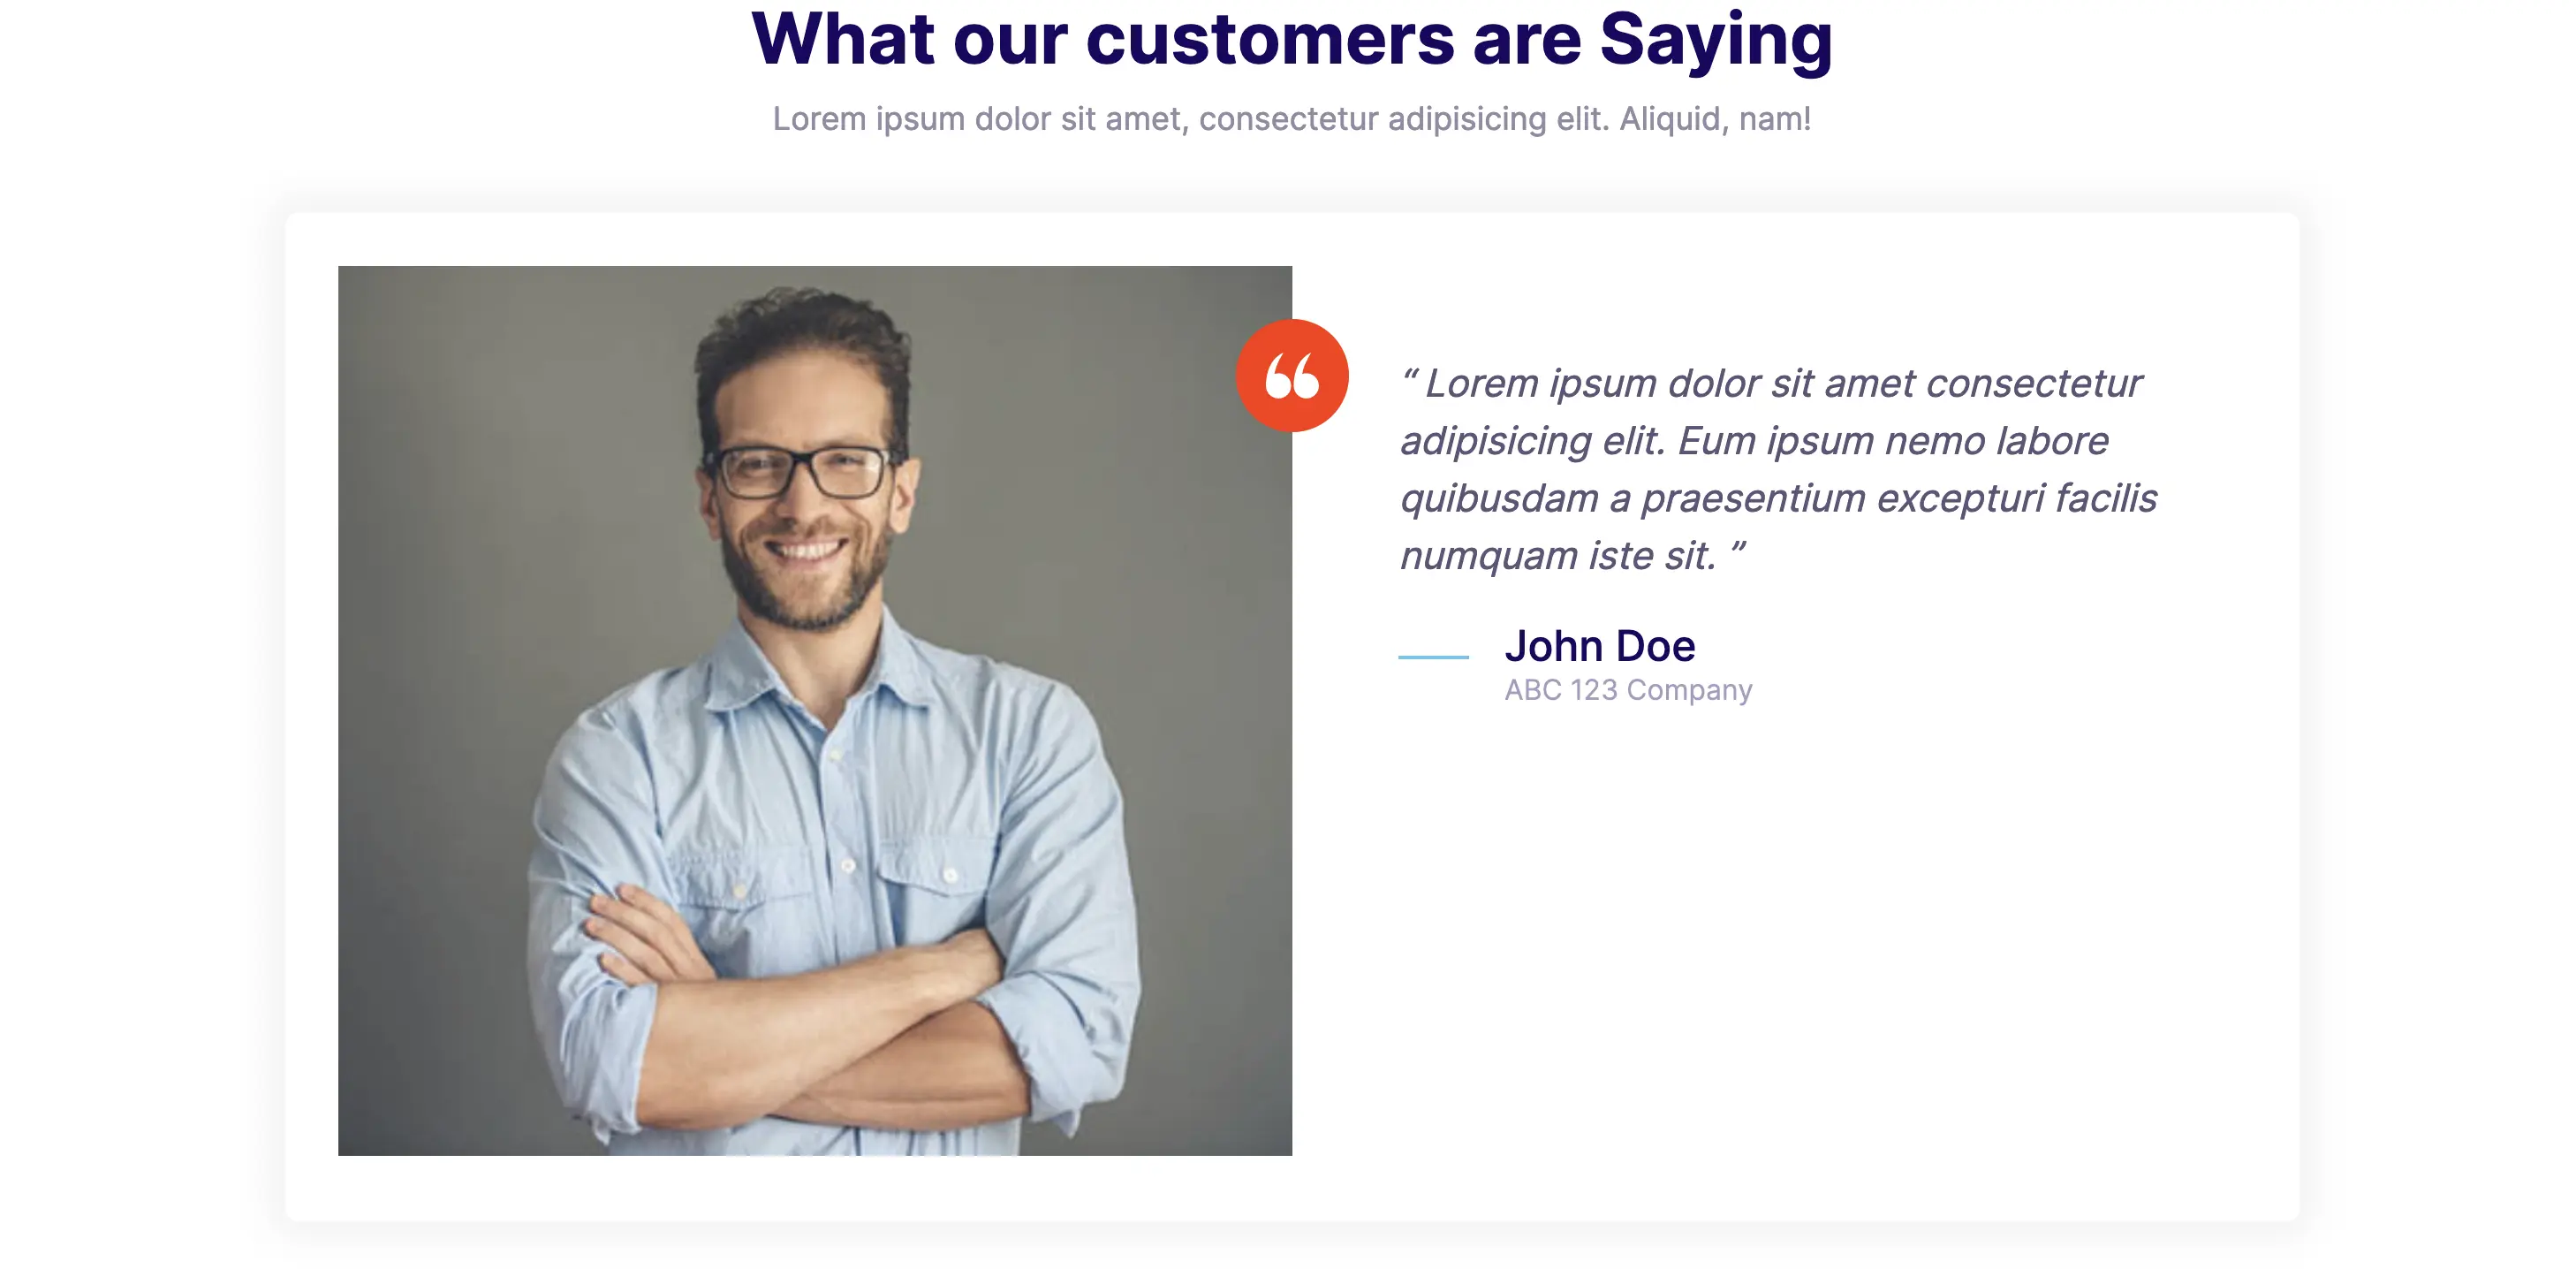 What our customers are Saying
Lorem ipsum dolor sit amet, consectetur adipisicing elit. Aliquid, nam!
“ Lorem ipsum dolor sit amet consectetur
adipisicing elit. Eum ipsum nemo labore
quibusdam a praesentium excepturi facilis
numquam iste sit. ”
John Doe
ABC 123 Company